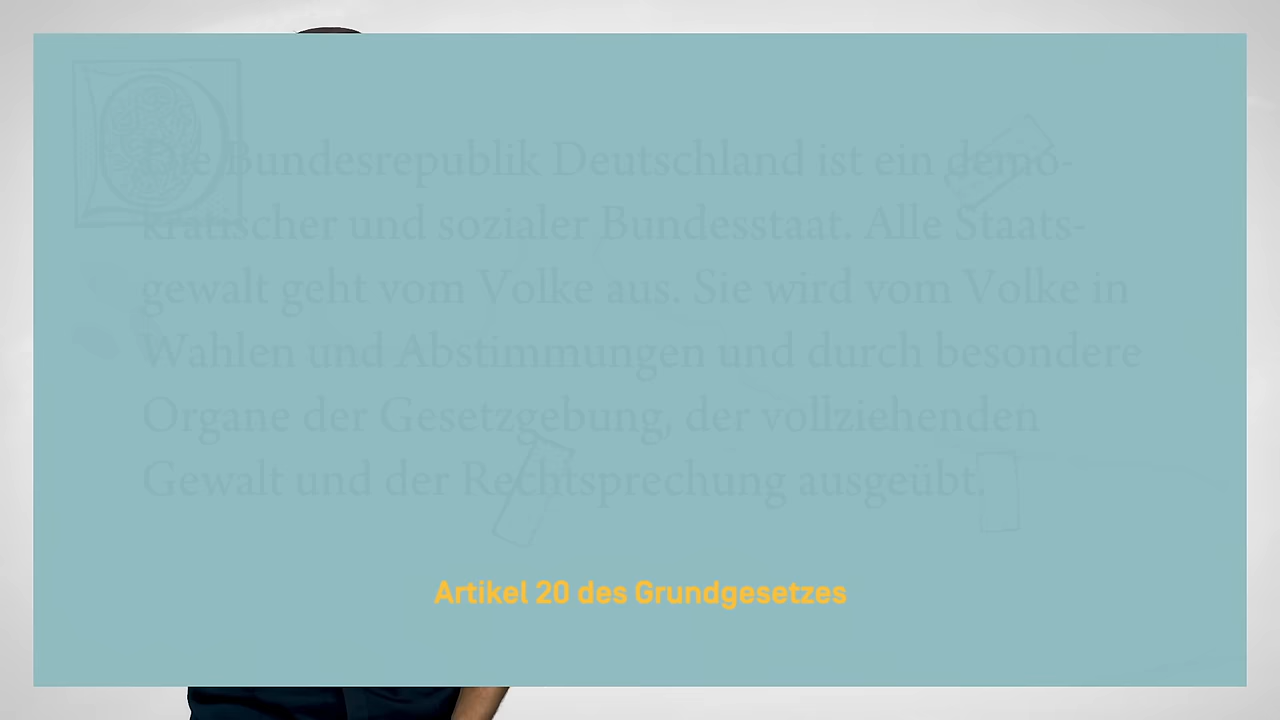 Die Bundesrepublik Deutschland ist ein demo-
kratischer und sozialer Bundesstaat. Alle Staats-
gewalt geht vom Volke aus. Sie wird vom Volke in
Wahlen und Abstimmungen und durch besondere
Organe der Gesetzgebung, der vollziehenden
Gewalt und der Rechtsprechung ausgeübt.
Artikel 20 des Grundgesetzes